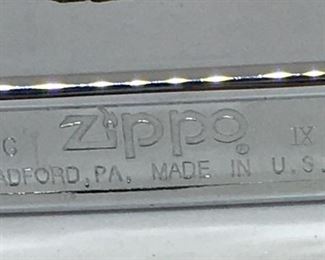 G Zippo® IX
ADFORD, PA. MADE IN U.S.